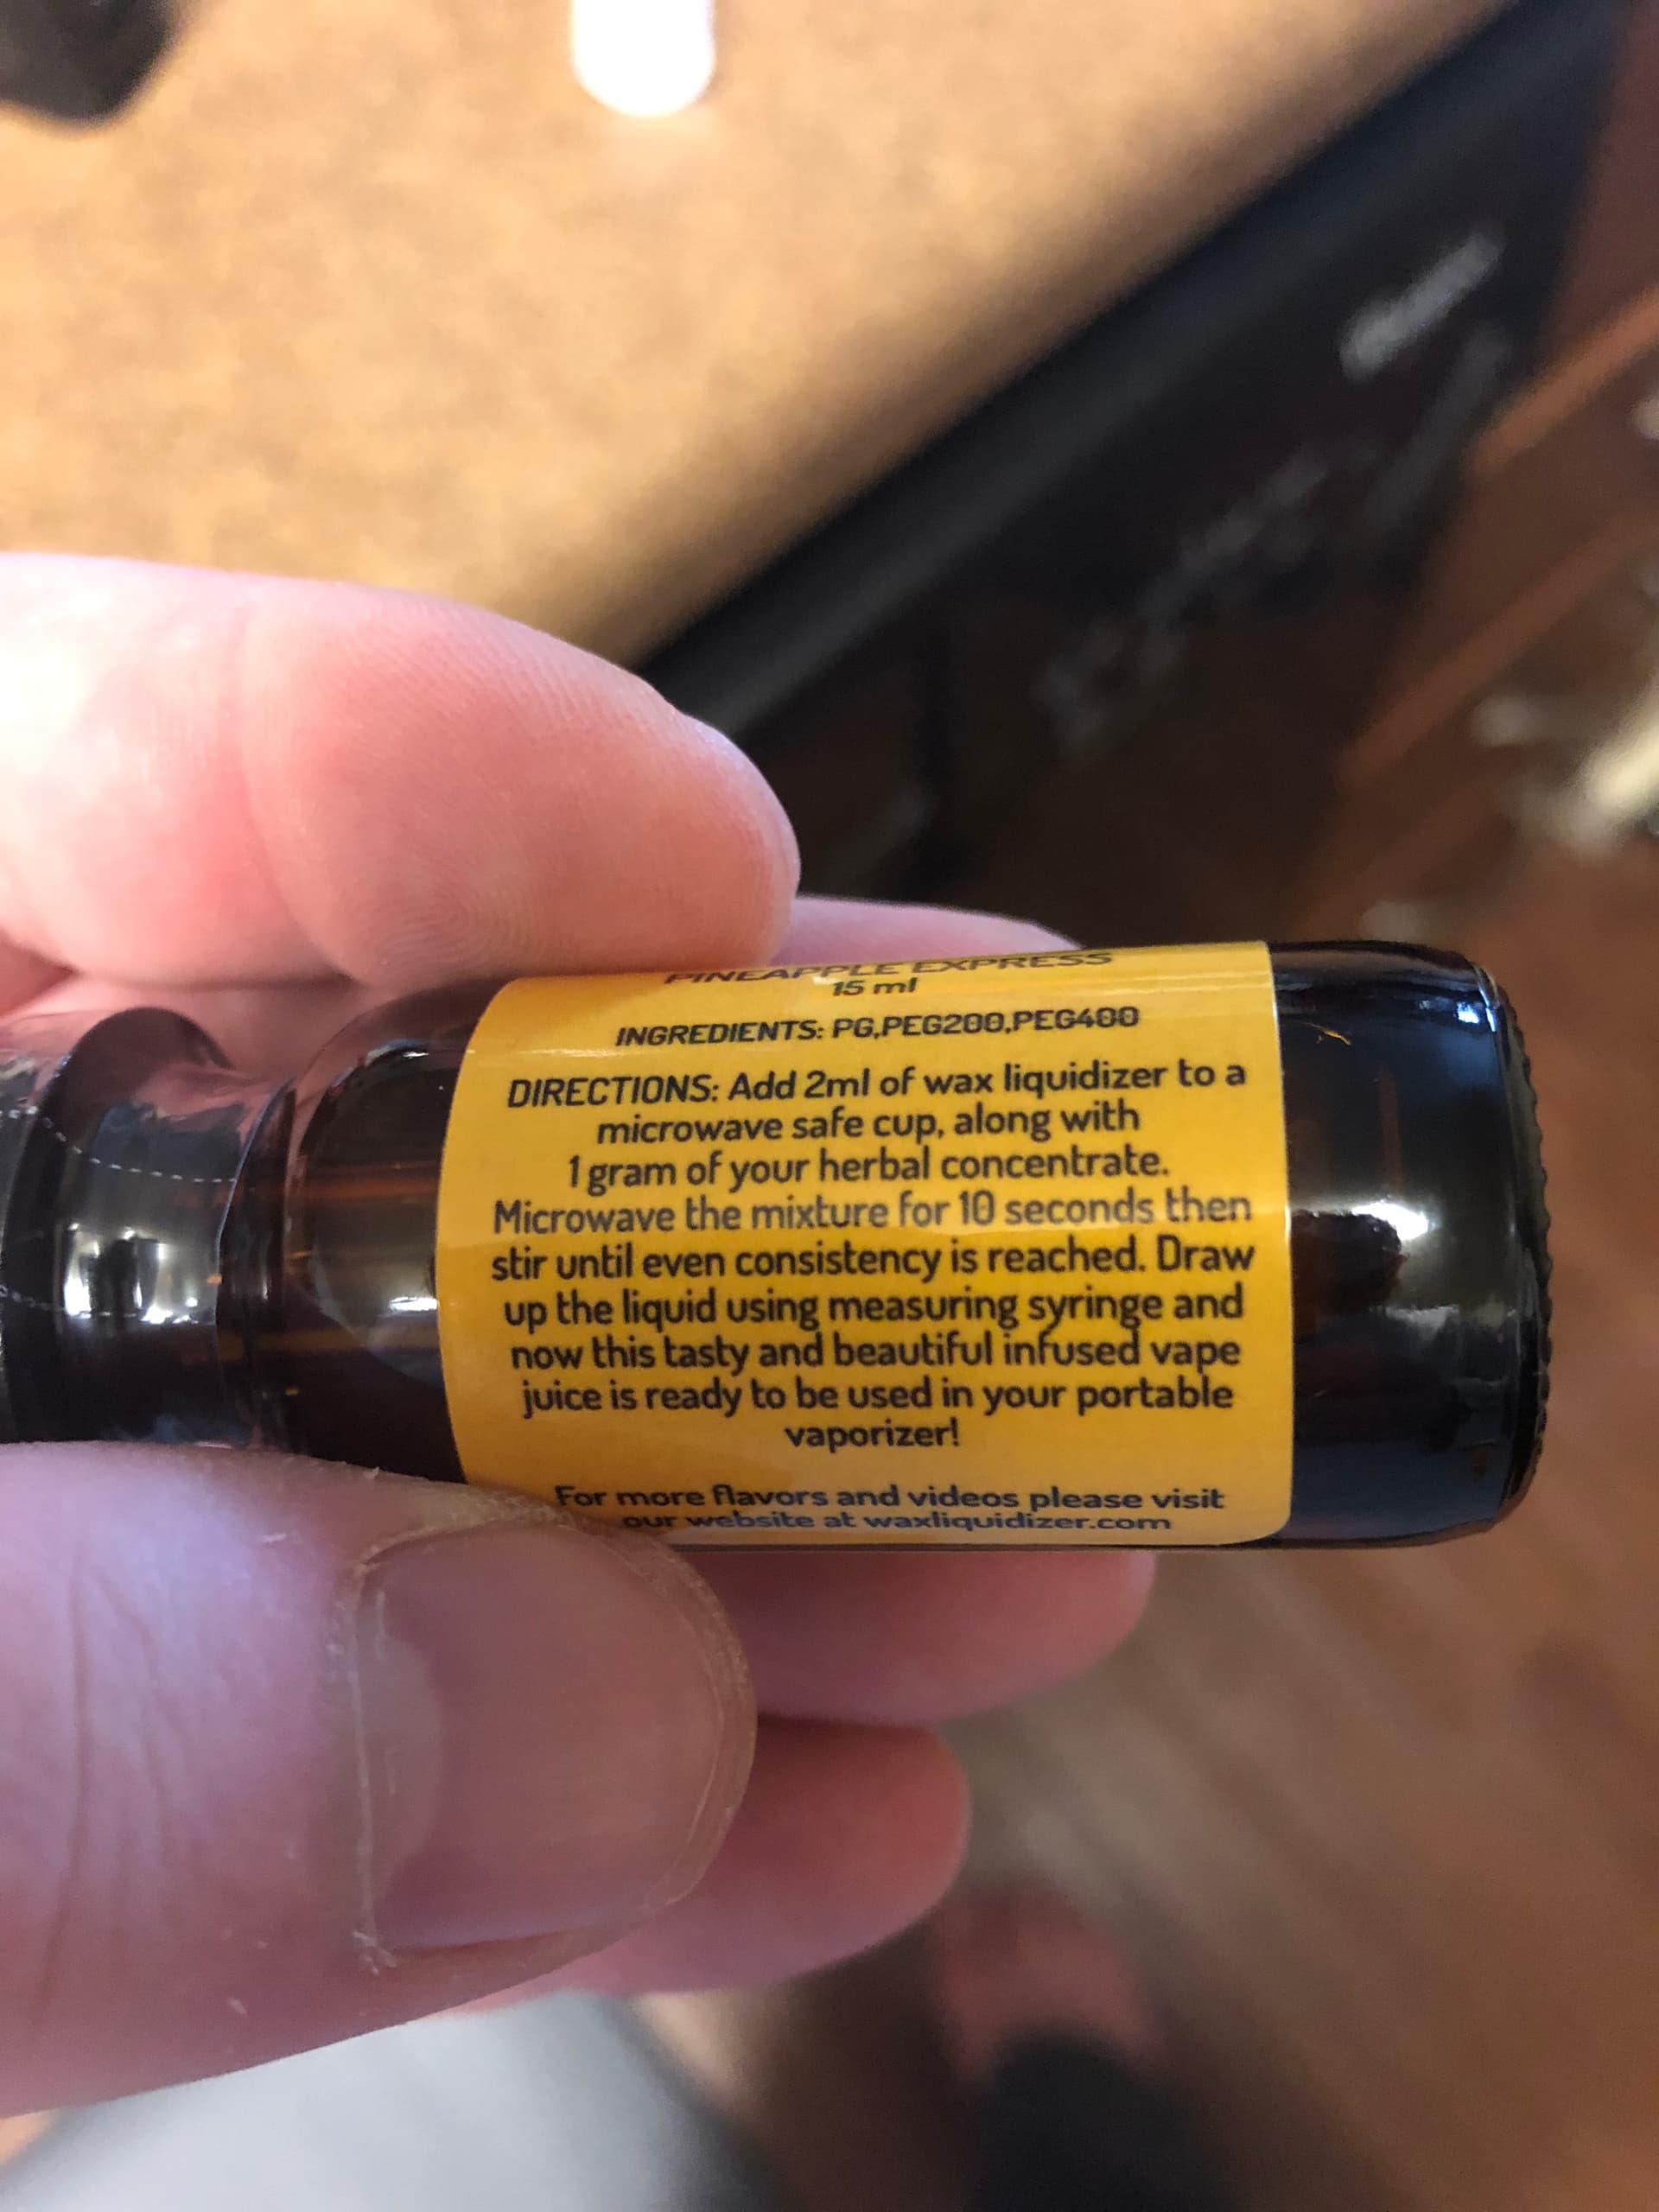 PINEAPPLE EXPRESS
15 ml
INGREDIENTS: PG,PEG200,PEG400
DIRECTIONS: Add 2ml of wax liquidizer to a
microwave safe cup, along with
1 gram of your herbal concentrate.
Microwave the mixture for 10 seconds then
stir until even consistency is reached. Draw
up the liquid using measuring syringe and
now this tasty and beautiful infused vape
juice is ready to be used in your portable
vaporizer!
For more flavors and videos please visit
our website at waxliquidizer.com